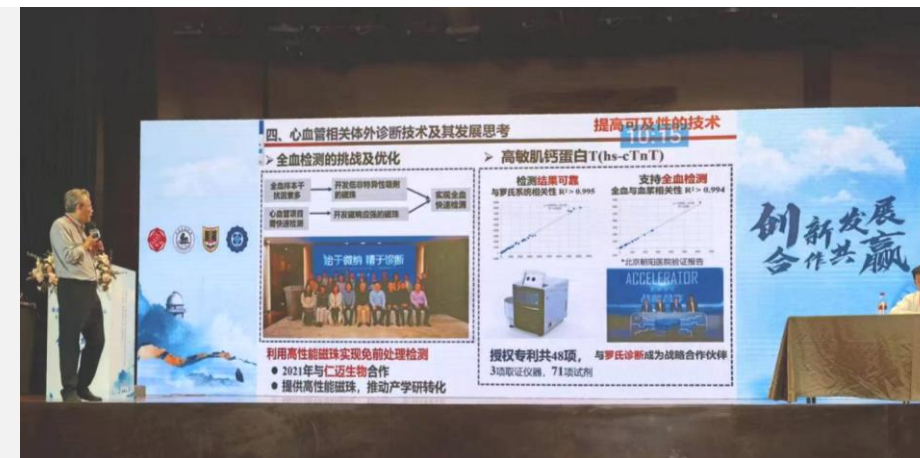 四、心血管相关体外诊断技术及其发展思考
提高可及性的技术
10:15
➢ 全血检测的挑战及优化
全血样本干
扰因素多
开发低非特异性吸附
的磁珠
心血管项目
需快速检测
开发磁响应强的磁珠
实现全血
快速检测
始于微纳 精于诊断
利用高性能磁珠实现免前处理检测
● 2021年与仁迈生物合作
● 提供高性能磁珠，推动产学研转化
➢ 高敏肌钙蛋白T(hs-cTnT)
检测结果可靠
与罗氏系统相关性 R²> 0.995
支持全血检测
全血与血浆相关性 R²> 0.994
*北京朝阳医院验证报告
ACCELERATOR
授权专利共48项，
3项取证仪器，71项试剂
与罗氏诊断成为战略合作伙伴
创新发展
合作共赢